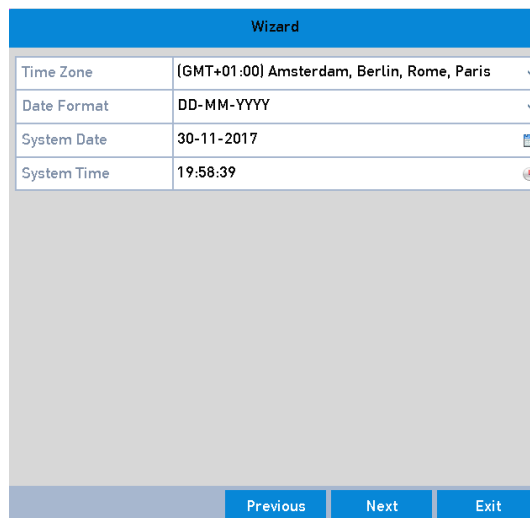 Wizard
Time Zone (GMT+01:00) Amsterdam, Berlin, Rome, Paris
Date Format DD-MM-YYYY
System Date 30-11-2017
System Time 19:58:39
Previous Next Exit